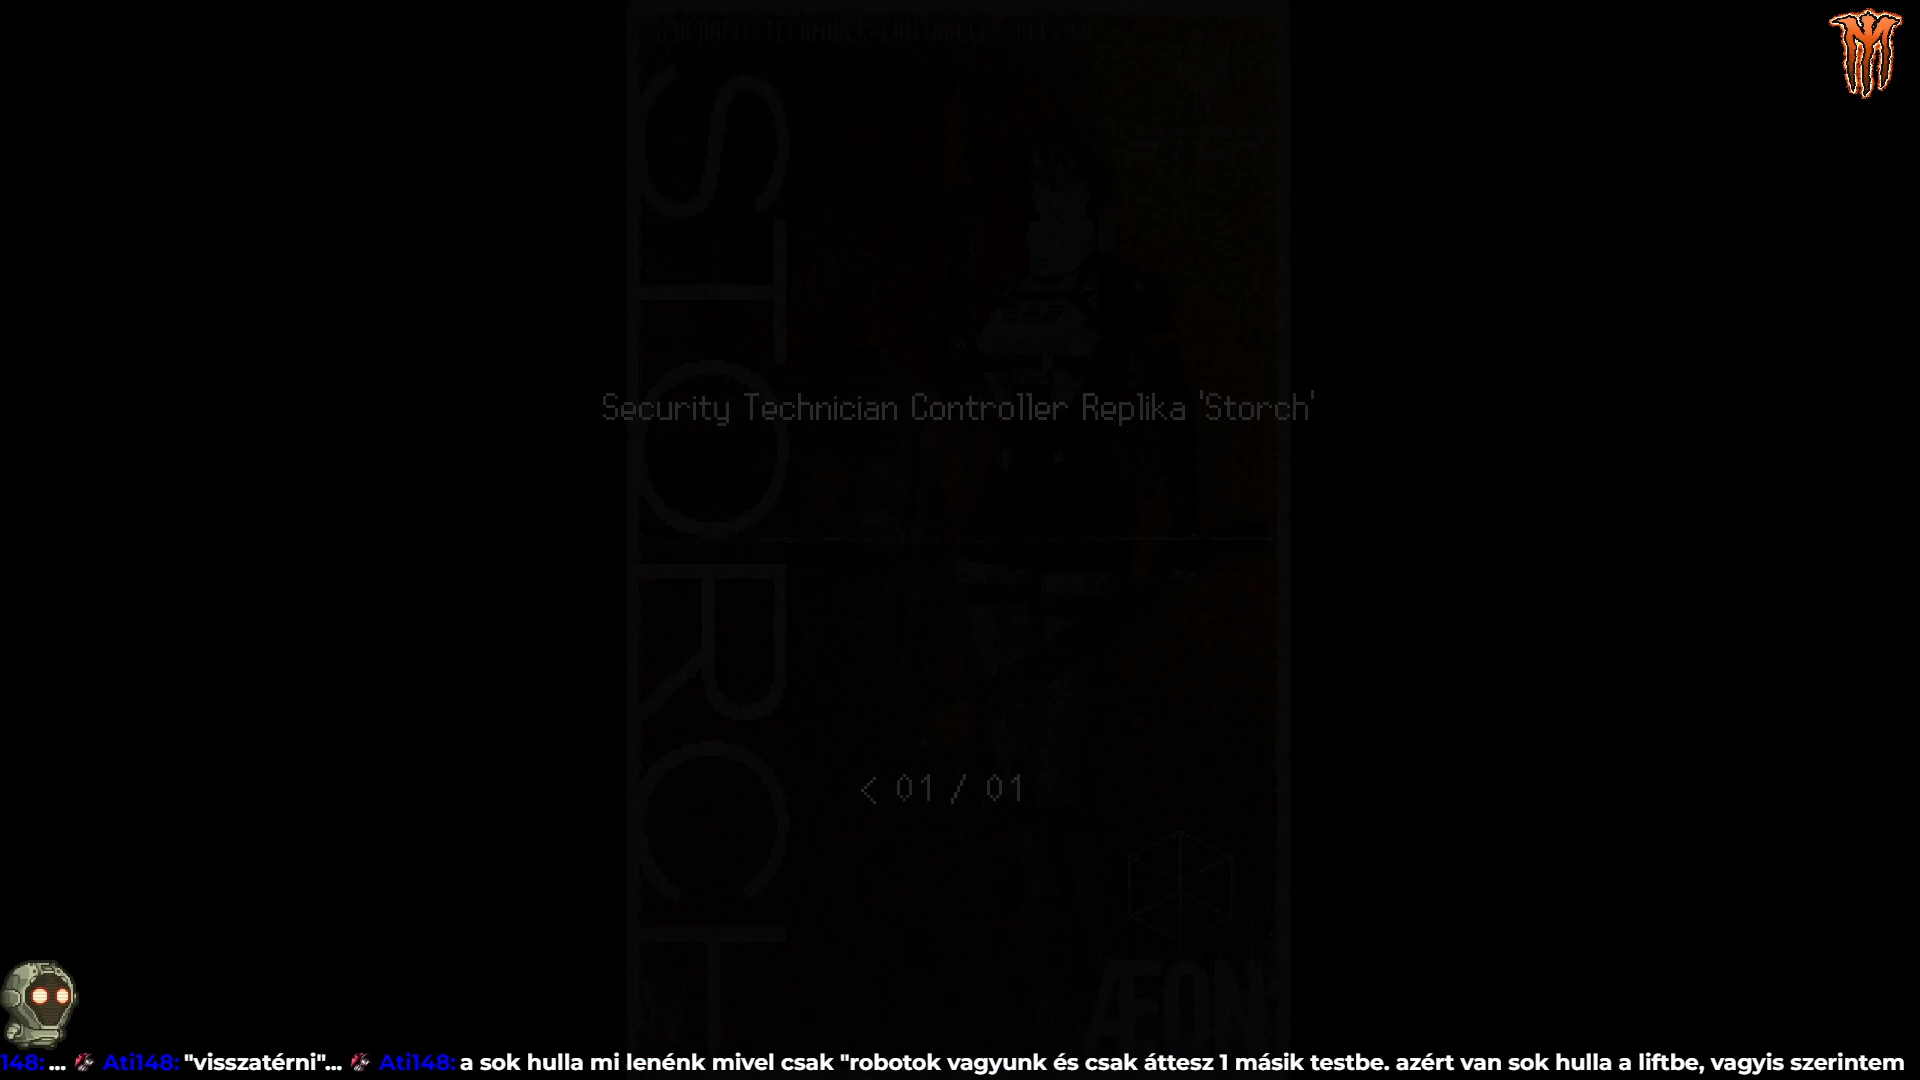 STCR
STORCH
Security Technician Controller Replika 'Storch'
< 01 / 01
ÆON
148: ... Ati148: "visszatérni"... Ati148: a sok hulla mi lenénk mivel csak "robotok vagyunk és csak áttesz 1 másik testbe. azért van sok hulla a liftbe, vagyis szerintem